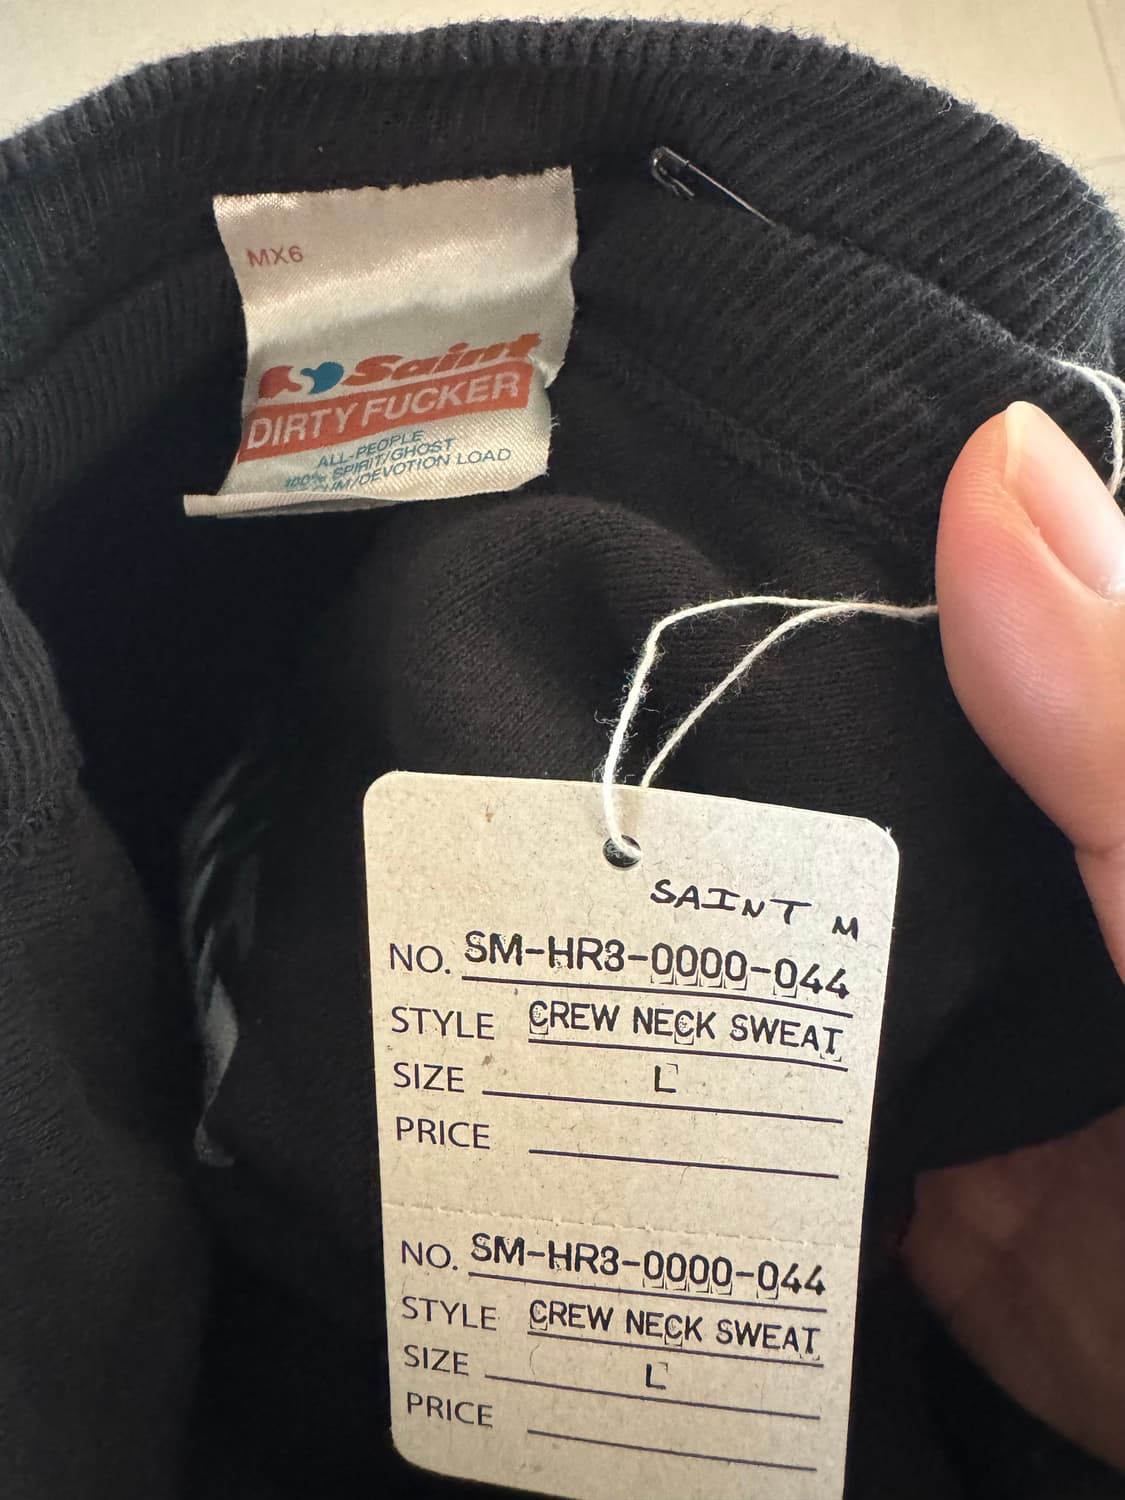 MX6
Saint
DIRTY FUCKER
ALL-PEOPLE
100% SPIRIT/GHOST
/DEVOTION LOAD
SAINT M
NO. SM-HR3-0000-044
STYLE CREW NECK SWEAT
SIZE L
PRICE
NO. SM-HR3-0000-044
STYLE CREW NECK SWEAT
SIZE L
PRICE